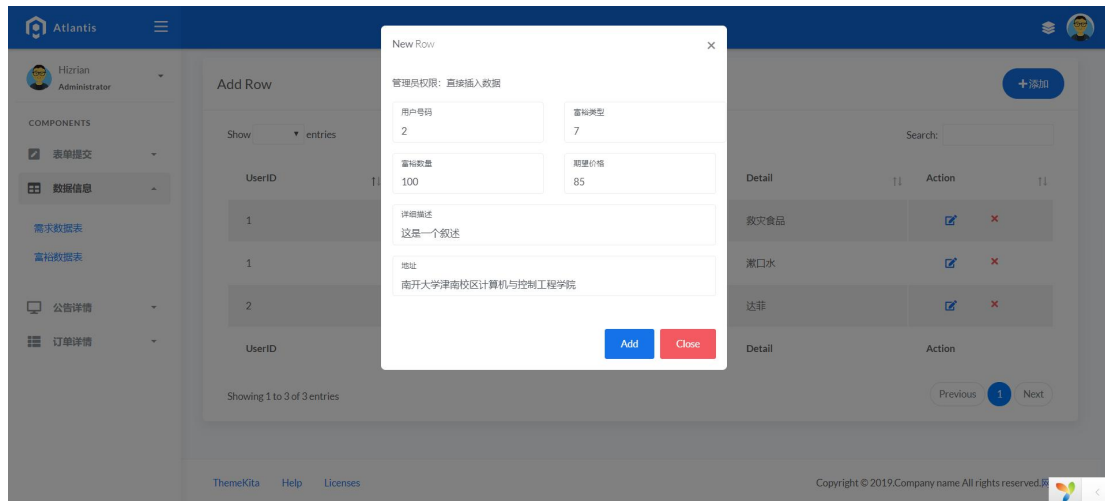 Atlantis
New Row
×
Hizrian
Administrator
Add Row
+添加
管理员权限：直接插入数据
COMPONENTS
Show entries
Search:
用户号码
2
富裕类型
7
表单提交
富裕数量
100
期望价格
85
数据信息
UserID
Detail
Action
详细描述
这是一个叙述
需求数据表
1
救灾食品
富裕数据表
地址
南开大学津南校区计算机与控制工程学院
1
漱口水
公告详情
2
达菲
订单详情
Add
Close
UserID
Detail
Action
Showing 1 to 3 of 3 entries
Previous
1
Next
ThemeKita Help Licenses
Copyright © 2019.Company name All rights reserved.